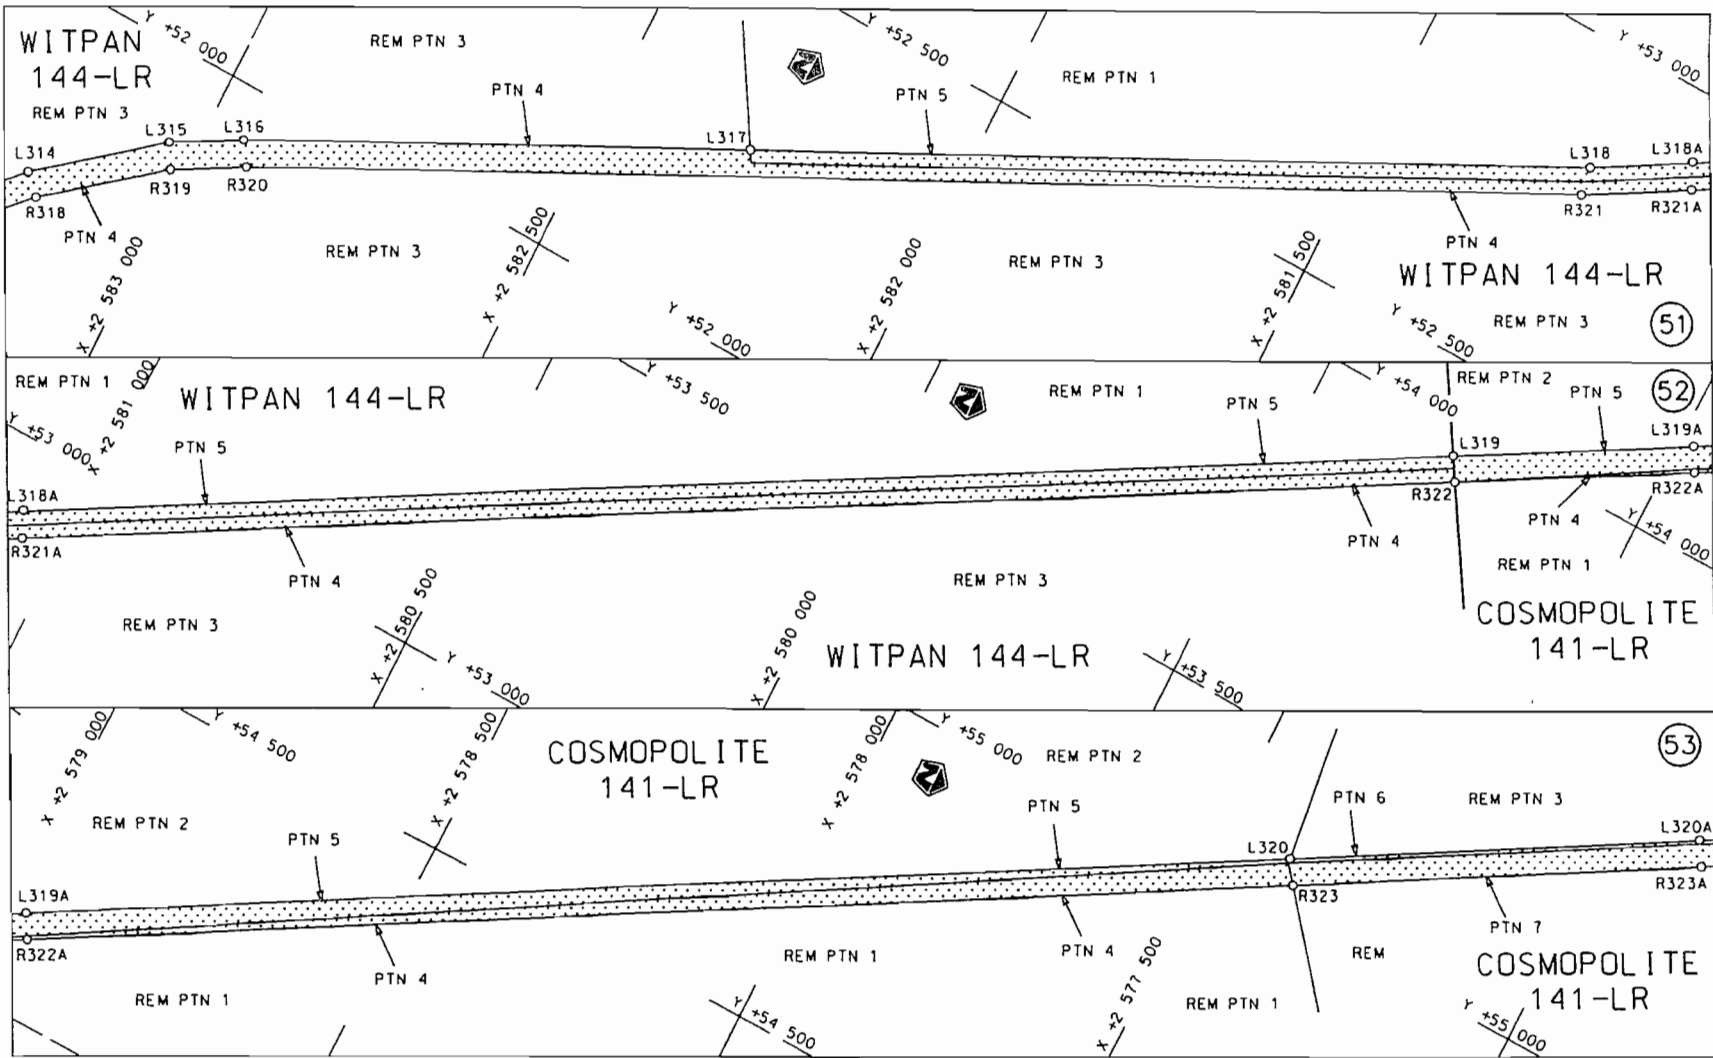 WITPAN
144-LR
REM PTN 3
Y +52 000
REM PTN 3
PTN 4
N
Y +52 500
PTN 5
REM PTN 1
Y +53 000
L314
L315
L316
L317
L318
L318A
R318
R319
R320
R321
R321A
PTN 4
X +2 583 000
REM PTN 3
X +2 582 500
Y +52 000
X +2 582 000
REM PTN 3
X +2 581 500
PTN 4
WITPAN 144-LR
Y +52 500
REM PTN 3
51
REM PTN 1
Y +53 000
X +2 581 000
WITPAN 144-LR
PTN 5
Y +53 500
N
REM PTN 1
PTN 5
Y +54 000
REM PTN 2
PTN 5
52
L318A
L319
L319A
R321A
R322
R322A
PTN 4
PTN 4
PTN 4
Y +54 000
REM PTN 3
X +2 580 500
Y +53 000
REM PTN 3
X +2 580 000
WITPAN 144-LR
Y +53 500
REM PTN 1
COSMOPOLITE
141-LR
X +2 579 000
Y +54 500
X +2 578 500
COSMOPOLITE
141-LR
X +2 578 000
N
Y +55 000
REM PTN 2
53
REM PTN 2
PTN 5
PTN 5
PTN 6
REM PTN 3
L319A
L320
L320A
R322A
R323
R323A
REM PTN 1
PTN 4
Y +54 500
REM PTN 1
PTN 4
X +2 577 500
REM PTN 1
REM
PTN 7
Y +55 000
COSMOPOLITE
141-LR